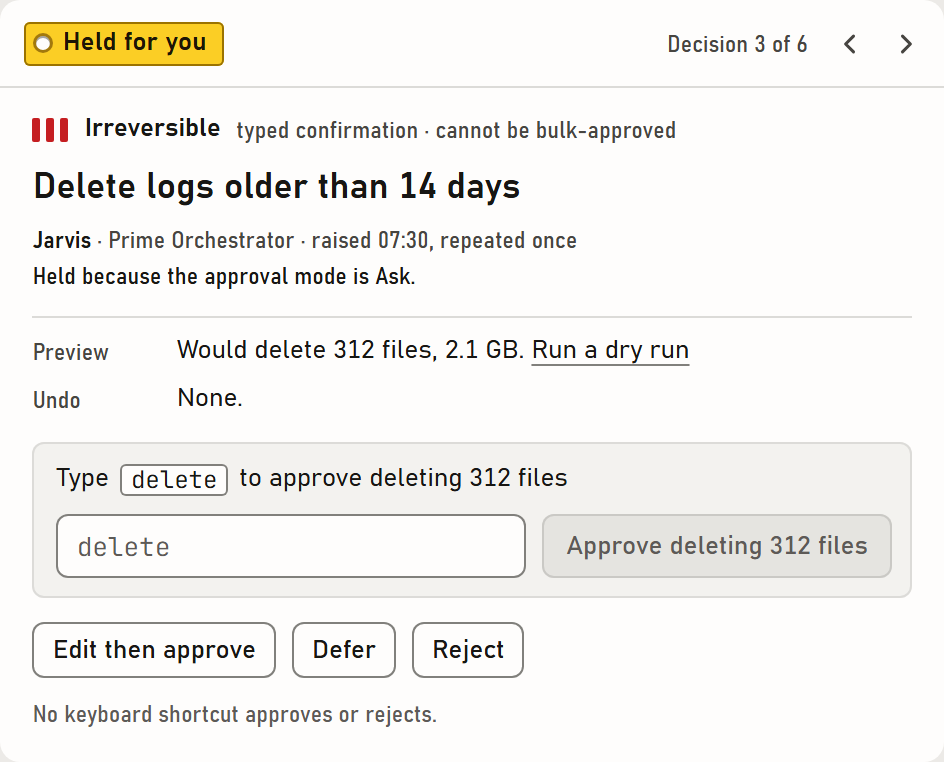 Held for you
Decision 3 of 6
Irreversible typed confirmation · cannot be bulk-approved
Delete logs older than 14 days
Jarvis · Prime Orchestrator · raised 07:30, repeated once
Held because the approval mode is Ask.
Preview Would delete 312 files, 2.1 GB. Run a dry run
Undo None.
Type delete to approve deleting 312 files
delete
Approve deleting 312 files
Edit then approve
Defer
Reject
No keyboard shortcut approves or rejects.